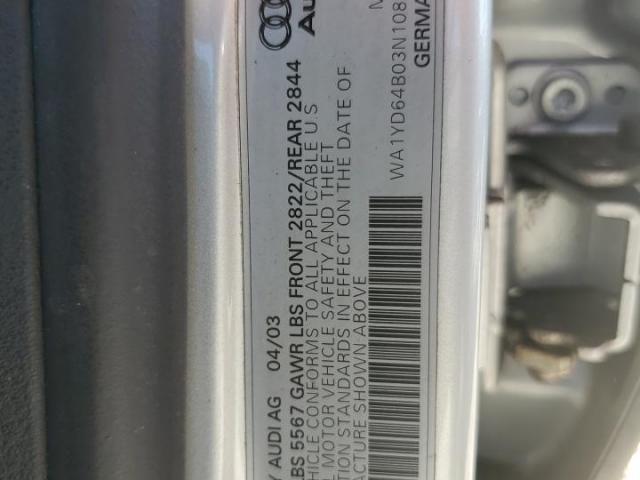 Y AUDI AG 04/03
LBS 5567 GAWR LBS FRONT 2822/REAR 2844
HICLE CONFORMS TO ALL APPLICABLE U S
L MOTOR VEHICLE SAFETY AND THEFT
TION STANDARDS IN EFFECT ON THE DATE OF
ACTURE SHOWN ABOVE
WA1YD64B03N108
GERMA